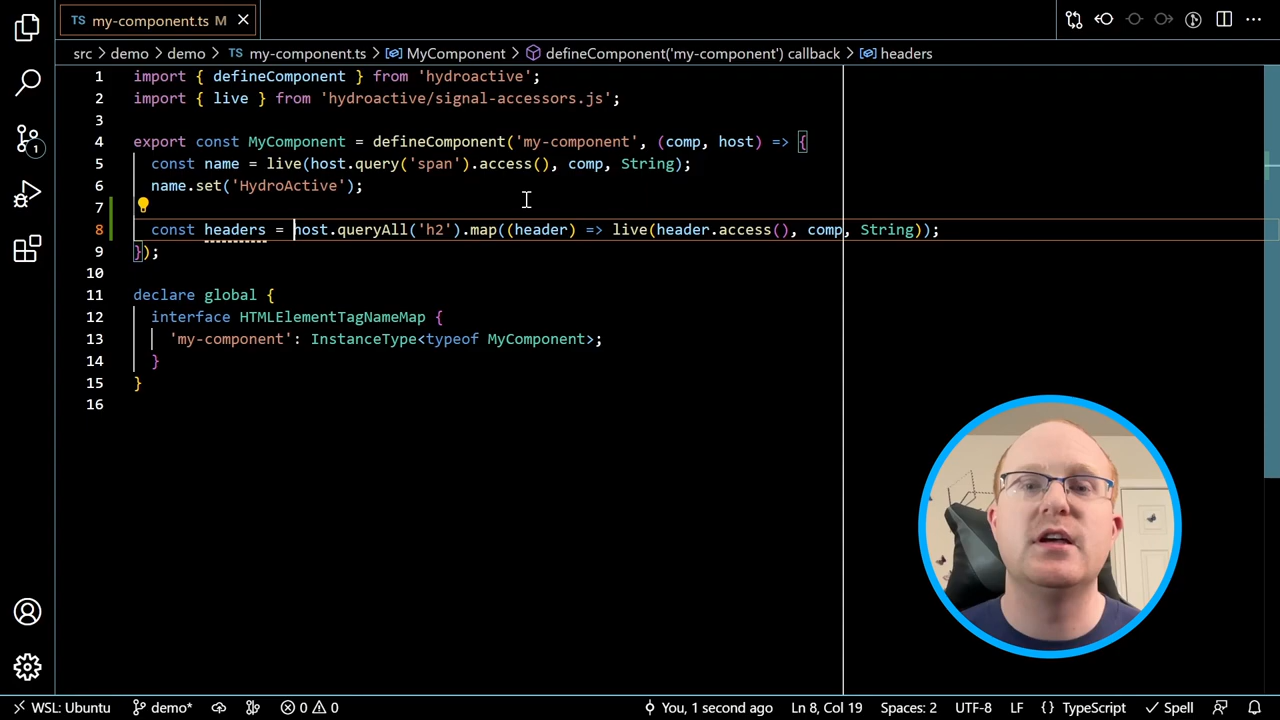 TS my-component.ts M
src > demo > demo > TS my-component.ts > MyComponent > defineComponent('my-component') callback > headers
1 import { defineComponent } from 'hydroactive';
2 import { live } from 'hydroactive/signal-accessors.js';
3
4 export const MyComponent = defineComponent('my-component', (comp, host) => {
5 const name = live(host.query('span').access(), comp, String);
6 name.set('HydroActive');
7
8 const headers = host.queryAll('h2').map((header) => live(header.access(), comp, String));
9 });
10
11 declare global {
12 interface HTMLElementTagNameMap {
13 'my-component': InstanceType<typeof MyComponent>;
14 }
15 }
16
1
WSL: Ubuntu demo* 0 0 You, 1 second ago Ln 8, Col 19 Spaces: 2 UTF-8 LF {} TypeScript Spell